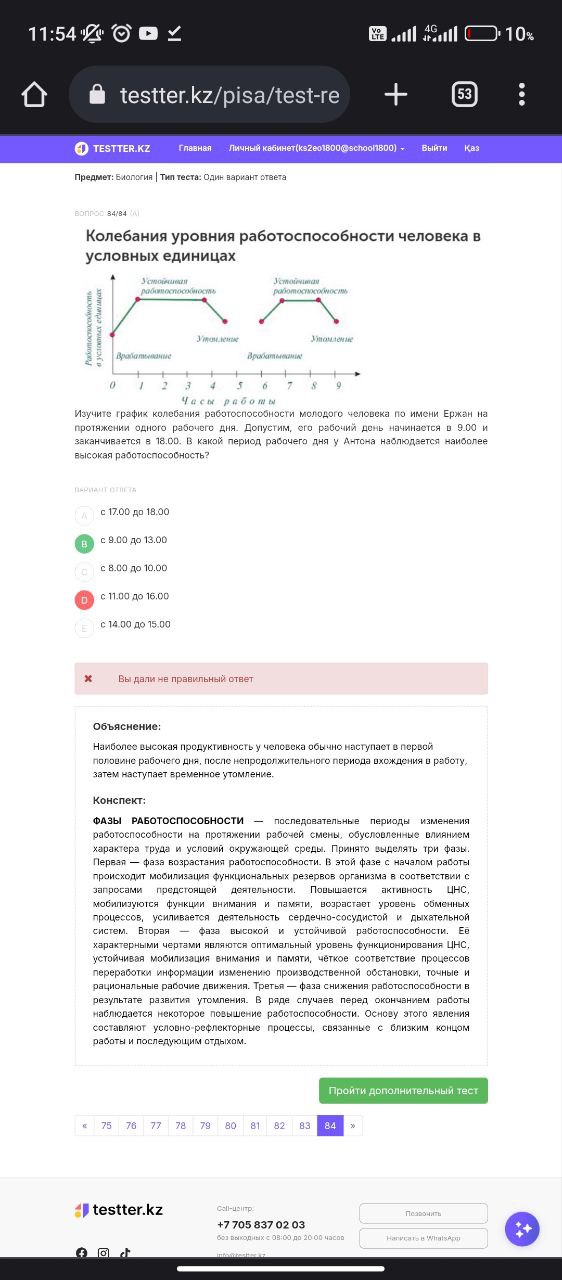 11:54
Vo LTE
4G
10%
testter.kz/pisa/test-re
53
TESTTER.KZ
Главная
Личный кабинет(ks2eo1800@school1800)
Выйти
Қаз
Предмет: Биология | Тип теста: Один вариант ответа
ВОПРОС 84/84 (A)
Колебания уровния работоспособности человека в
условных единицах
Устойчивая
работоспособность
Устойчивая
работоспособность
Работоспособность
в условных единицах
Утомление
Утомление
Врабатывание
Врабатывание
0 1 2 3 4 5 6 7 8 9
Часы работы
Изучите график колебания работоспособности молодого человека по имени Ержан на
протяжении одного рабочего дня. Допустим, его рабочий день начинается в 9.00 и
заканчивается в 18.00. В какой период рабочего дня у Антона наблюдается наиболее
высокая работоспособность?
ВАРИАНТ ОТВЕТА
A с 17.00 до 18.00
B с 9.00 до 13.00
C с 8.00 до 10.00
D с 11.00 до 16.00
E с 14.00 до 15.00
Вы дали не правильный ответ
Объяснение:
Наиболее высокая продуктивность у человека обычно наступает в первой
половине рабочего дня, после непродолжительного периода вхождения в работу,
затем наступает временное утомление.
Конспект:
ФАЗЫ РАБОТОСПОСОБНОСТИ — последовательные периоды изменения
работоспособности на протяжении рабочей смены, обусловленные влиянием
характера труда и условий окружающей среды. Принято выделять три фазы.
Первая — фаза возрастания работоспособности. В этой фазе с началом работы
происходит мобилизация функциональных резервов организма в соответствии с
запросами предстоящей деятельности. Повышается активность ЦНС,
мобилизуются функции внимания и памяти, возрастает уровень обменных
процессов, усиливается деятельность сердечно-сосудистой и дыхательной
систем. Вторая — фаза высокой и устойчивой работоспособности. Её
характерными чертами являются оптимальный уровень функционирования ЦНС,
устойчивая мобилизация внимания и памяти, чёткое соответствие процессов
переработки информации изменению производственной обстановки, точные и
рациональные рабочие движения. Третья — фаза снижения работоспособности в
результате развития утомления. В ряде случаев перед окончанием работы
наблюдается некоторое повышение работоспособности. Основу этого явления
составляют условно-рефлекторные процессы, связанные с близким концом
работы и последующим отдыхом.
Пройти дополнительный тест
« 75 76 77 78 79 80 81 82 83 84 »
testter.kz
Call-центр:
+7 705 837 02 03
без выходных с 08:00 до 20:00 часов
info@testter.kz
Позвонить
Написать в WhatsApp